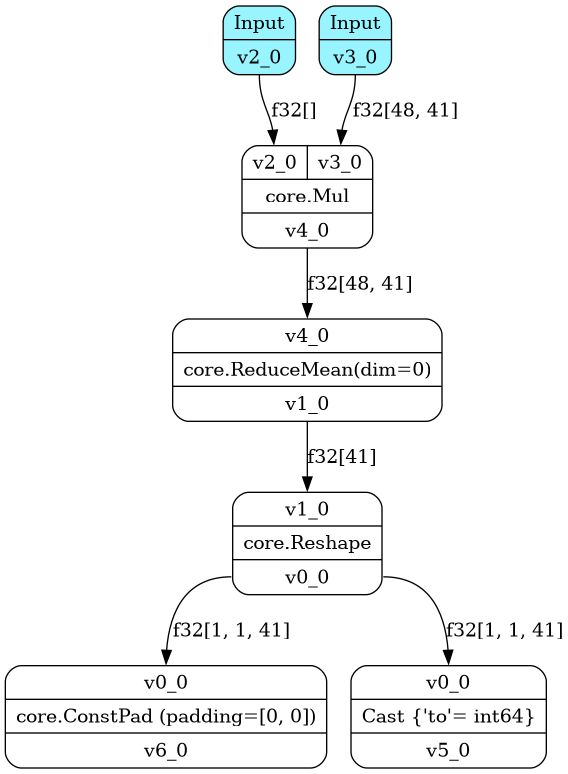 Input
v2_0
Input
v3_0
f32[]
f32[48, 41]
v2_0
v3_0
core.Mul
v4_0
f32[48, 41]
v4_0
core.ReduceMean(dim=0)
v1_0
f32[41]
v1_0
core.Reshape
v0_0
f32[1, 1, 41]
f32[1, 1, 41]
v0_0
core.ConstPad (padding=[0, 0])
v6_0
v0_0
Cast {'to'= int64}
v5_0